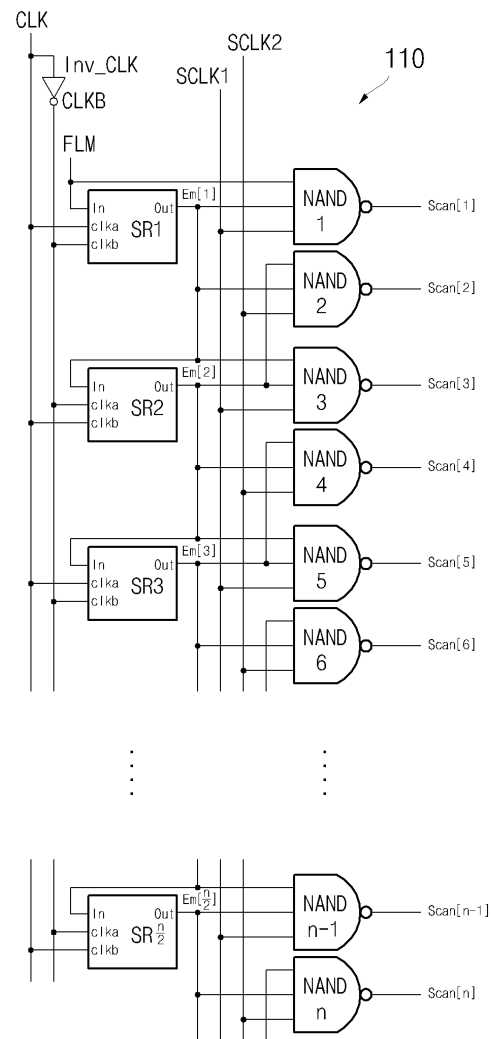 CLK
SCLK2
110
Inv_CLK
SCLK1
CLKB
FLM
In
Out
clka
clkb
SR1
Em[1]
NAND
1
Scan[1]
NAND
2
Scan[2]
In
Out
clka
clkb
SR2
Em[2]
NAND
3
Scan[3]
NAND
4
Scan[4]
In
Out
clka
clkb
SR3
Em[3]
NAND
5
Scan[5]
NAND
6
Scan[6]
In
Out
clka
clkb
SR n/2
Em[n/2]
NAND
n-1
Scan[n-1]
NAND
n
Scan[n]